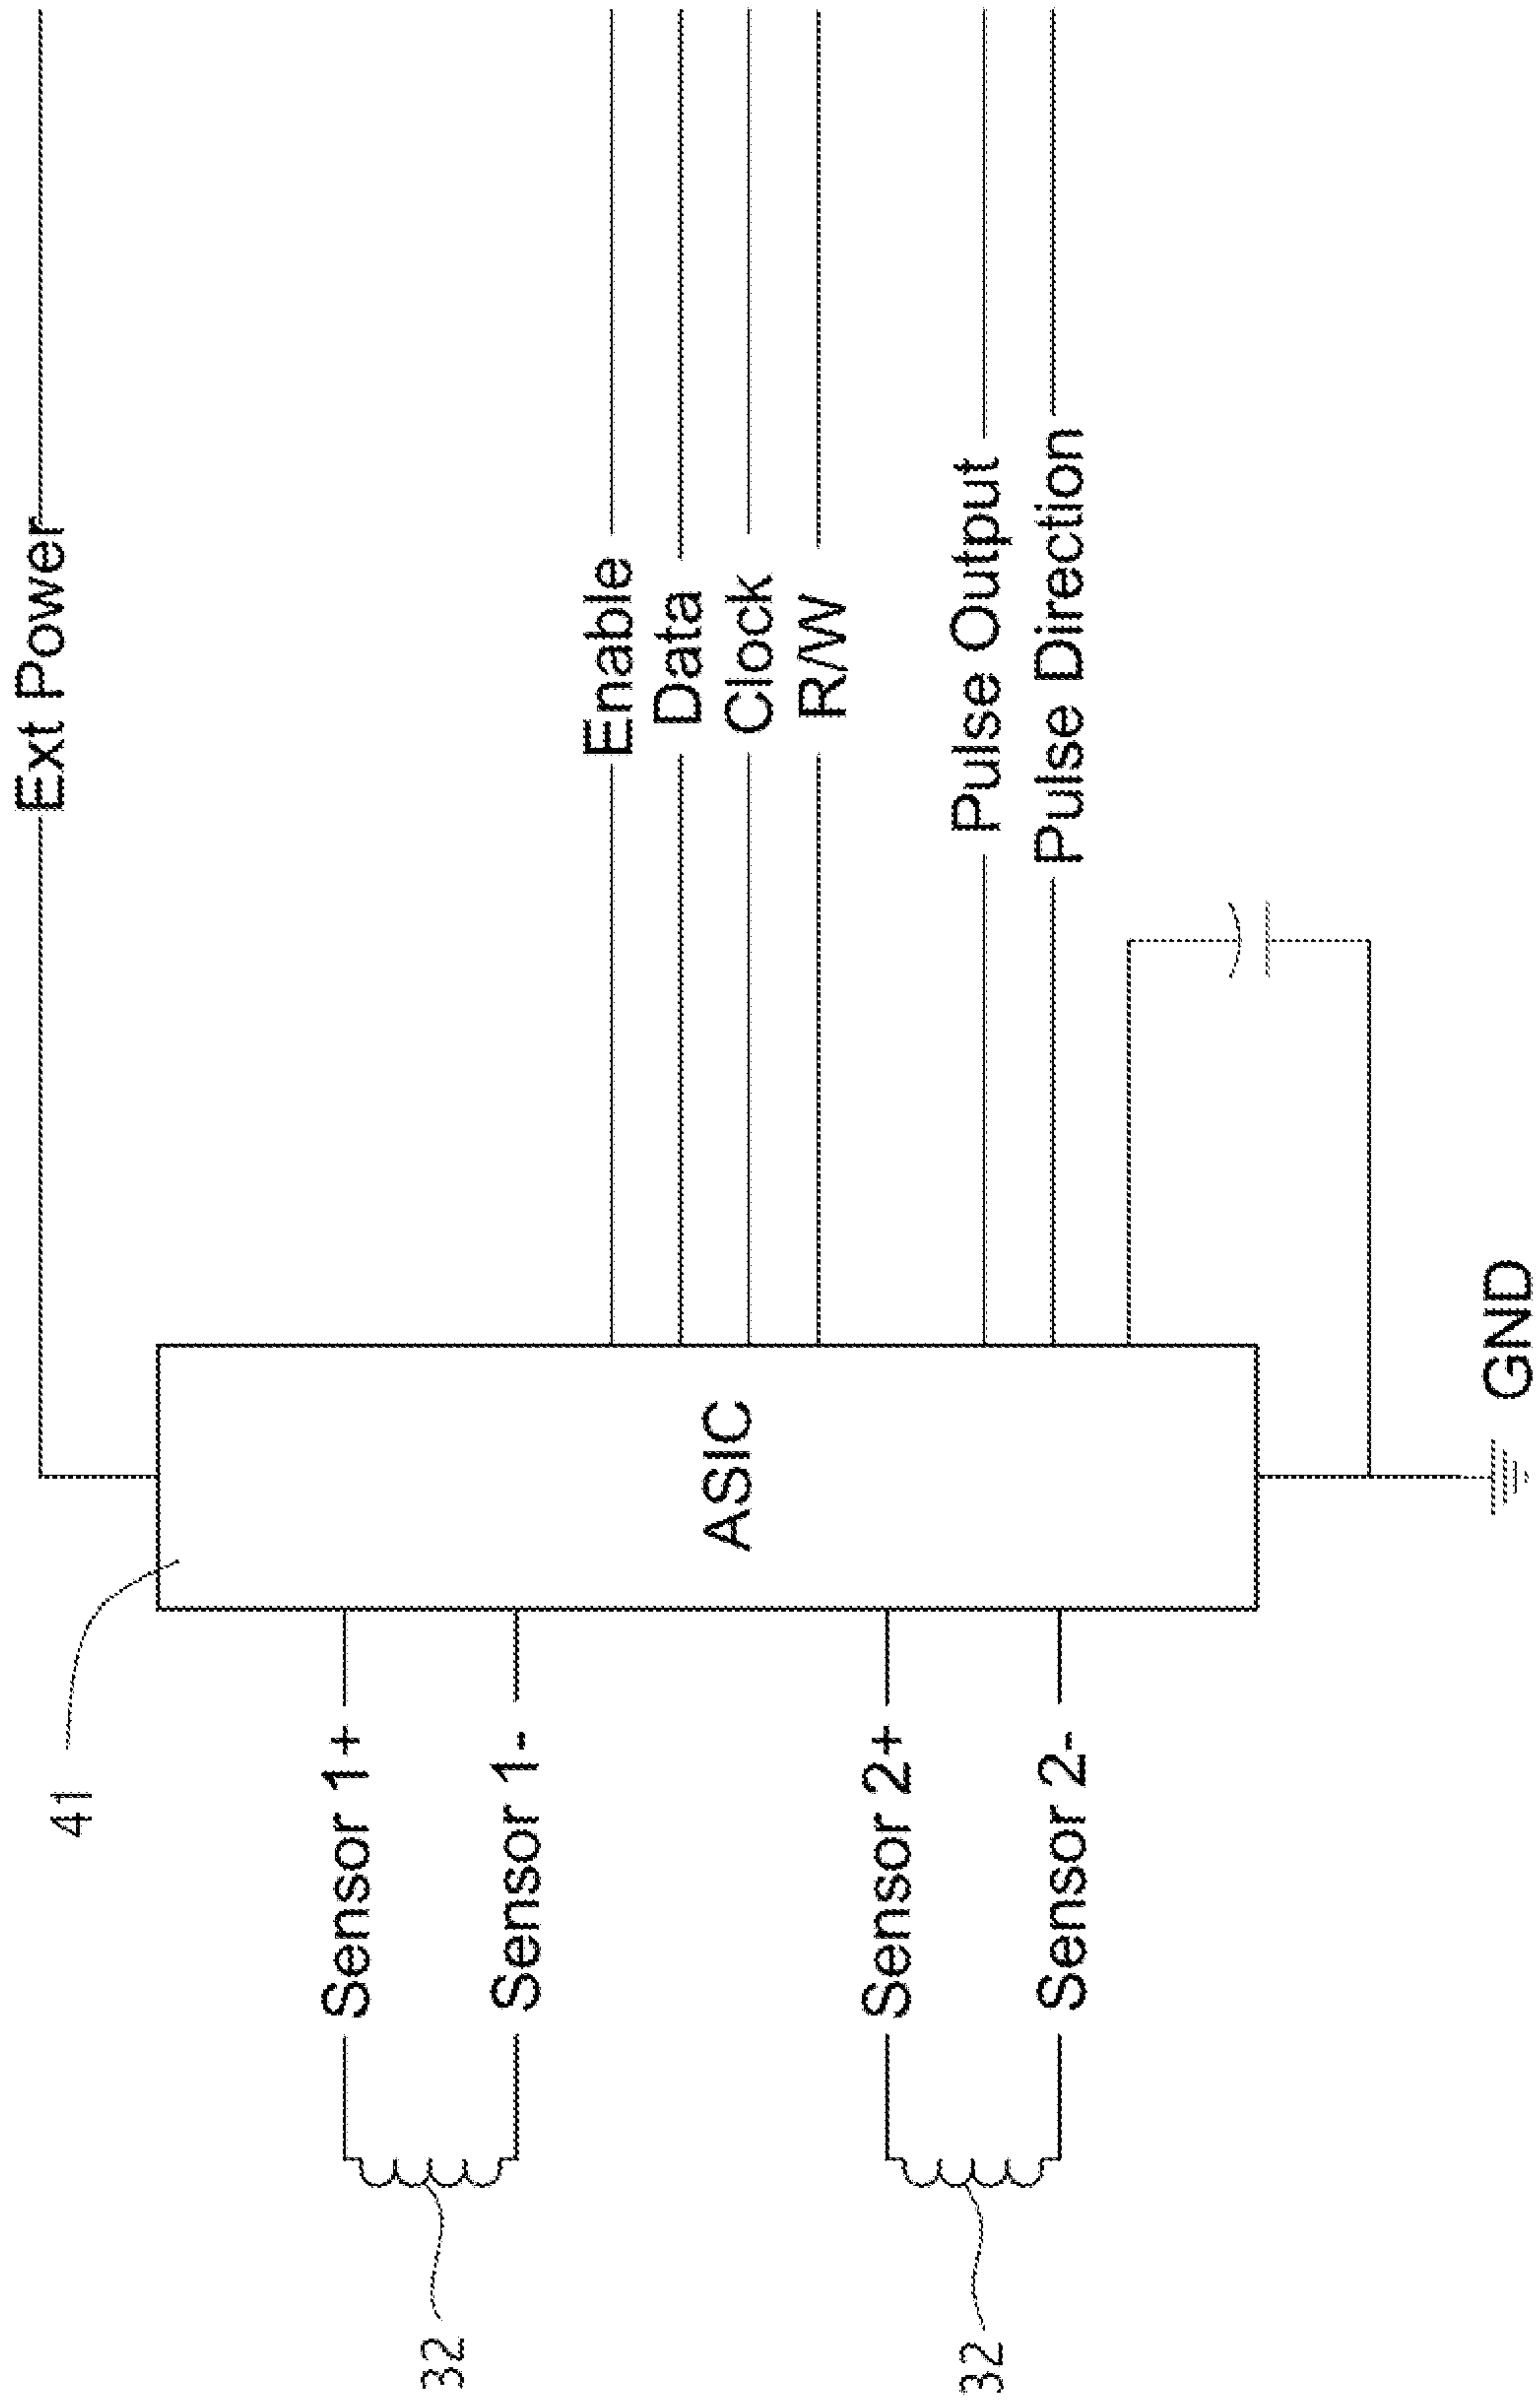 Ext Power
41
Sensor 1+
Sensor 1-
Sensor 2+
Sensor 2-
32
32
ASIC
Enable
Data
Clock
R/W
Pulse Output
Pulse Direction
GND